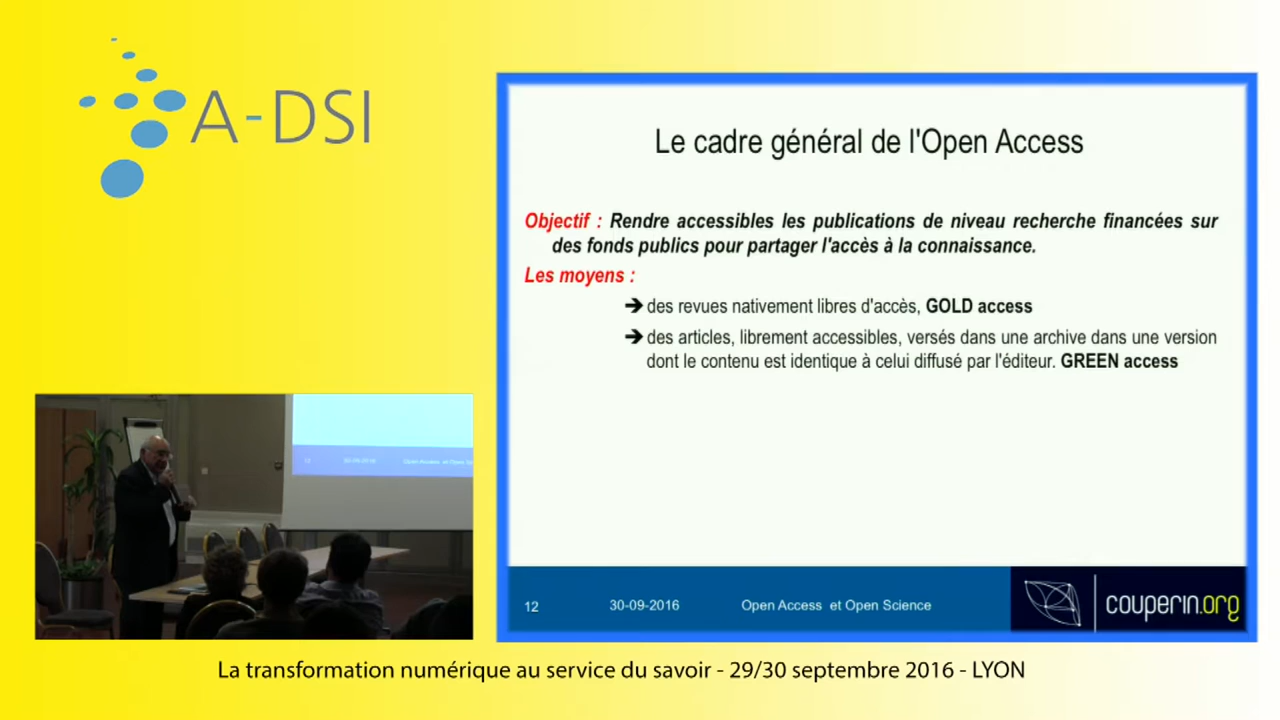 A-DSI
Le cadre général de l'Open Access
Objectif : Rendre accessibles les publications de niveau recherche financées sur
des fonds publics pour partager l'accès à la connaissance.
Les moyens :
➔ des revues nativement libres d'accès, GOLD access
➔ des articles, librement accessibles, versés dans une archive dans une version
dont le contenu est identique à celui diffusé par l'éditeur. GREEN access
12 30-09-2016 Open Access et Open Science couperin.org
La transformation numérique au service du savoir - 29/30 septembre 2016 - LYON